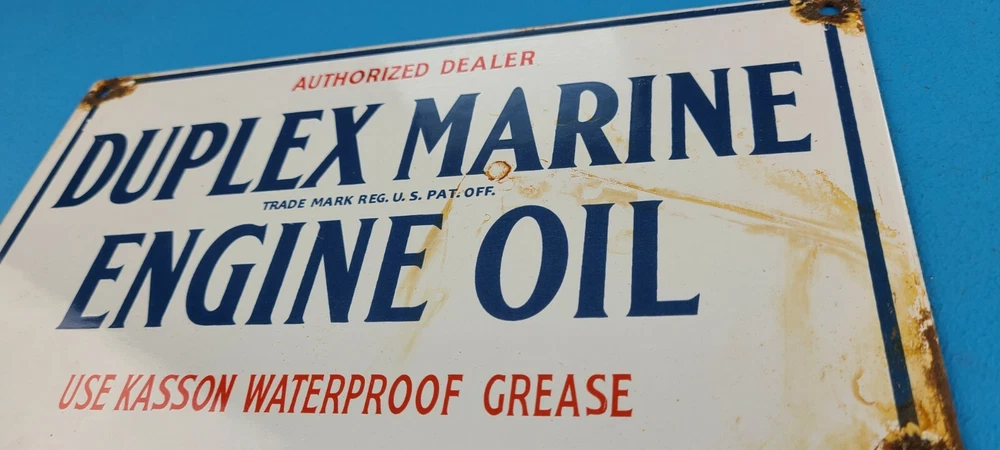 AUTHORIZED DEALER
DUPLEX MARINE
TRADE MARK REG. U. S. PAT. OFF.
ENGINE OIL
USE KASSON WATERPROOF GREASE